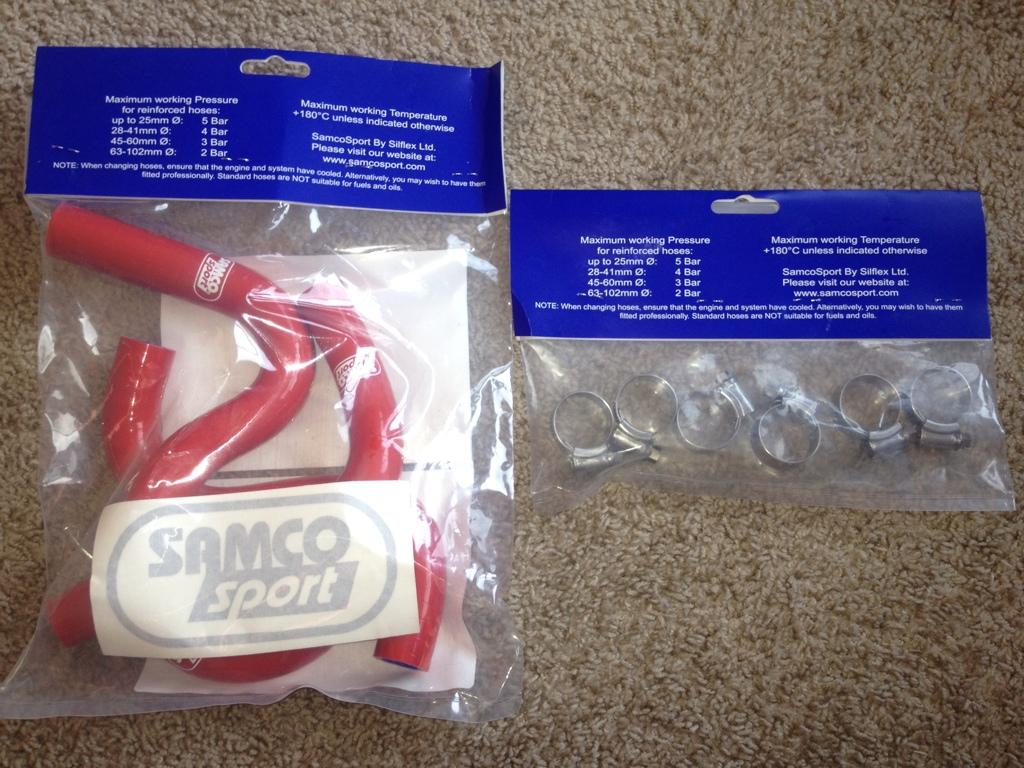 Maximum working Pressure
for reinforced hoses:
up to 25mm Ø: 5 Bar
28-41mm Ø: 4 Bar
45-60mm Ø: 3 Bar
63-102mm Ø: 2 Bar
Maximum working Temperature
+180°C unless indicated otherwise
SamcoSport By Silflex Ltd.
Please visit our website at:
www.samcosport.com
NOTE: When changing hoses, ensure that the engine and system have cooled. Alternatively, you may wish to have them
fitted professionally. Standard hoses are NOT suitable for fuels and oils.
SAMCO
SPORT
SAMCO
SPORT
SAMCO
sport
Maximum working Pressure
for reinforced hoses:
up to 25mm Ø: 5 Bar
28-41mm Ø: 4 Bar
45-60mm Ø: 3 Bar
63-102mm Ø: 2 Bar
Maximum working Temperature
+180°C unless indicated otherwise
SamcoSport By Silflex Ltd.
Please visit our website at:
www.samcosport.com
NOTE: When changing hoses, ensure that the engine and system have cooled. Alternatively, you may wish to have them
fitted professionally. Standard hoses are NOT suitable for fuels and oils.